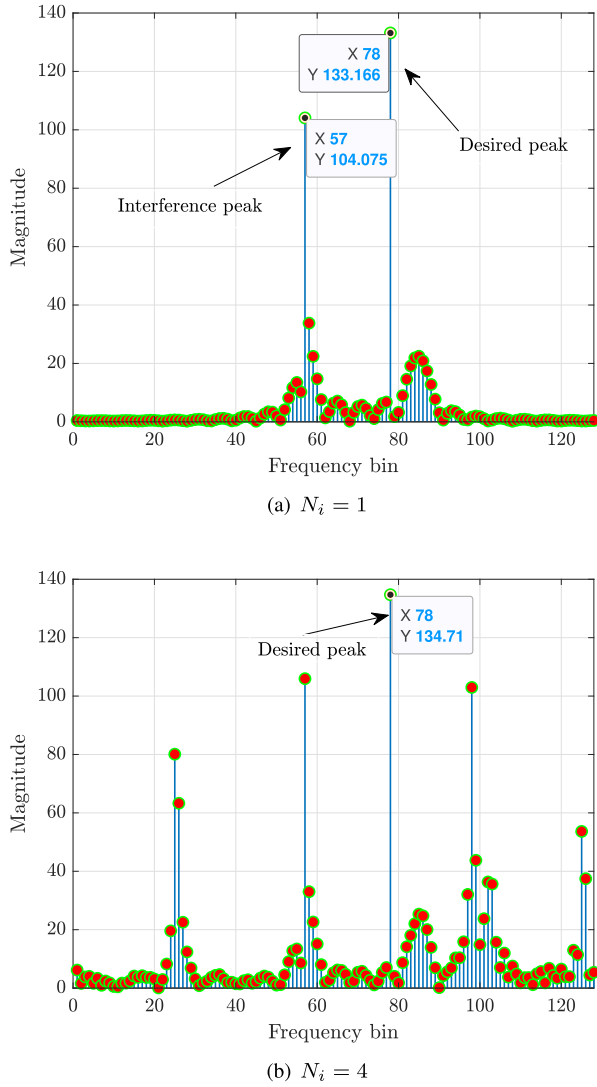 140
120
100
80
60
40
20
0
Magnitude
X 78
Y 133.166
Desired peak
X 57
Y 104.075
Interference peak
0 20 40 60 80 100 120
Frequency bin
(a) N_i = 1
140
120
100
80
60
40
20
0
Magnitude
X 78
Y 134.71
Desired peak
0 20 40 60 80 100 120
Frequency bin
(b) N_i = 4